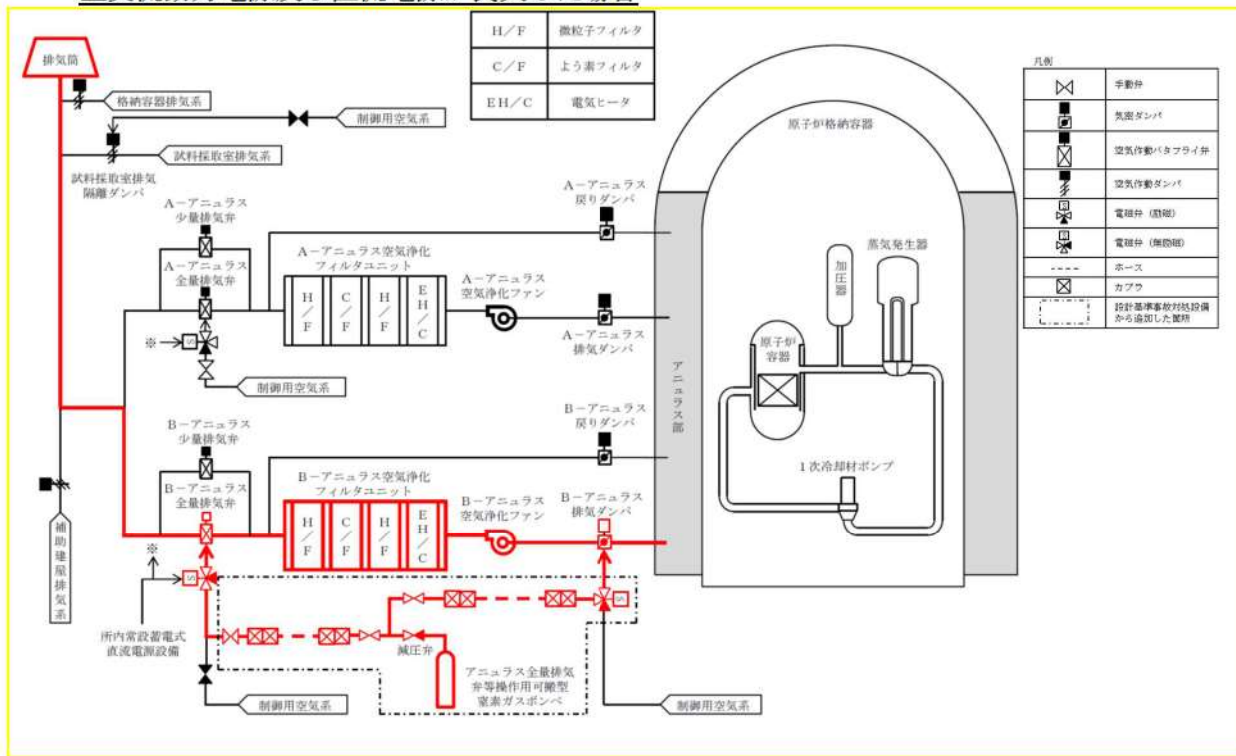 H/F 微粒子フィルタ
C/F よう素フィルタ
EH/C 電気ヒータ
凡例
手動弁
気密ダンパ
空気作動バタフライ弁
空気作動ダンパ
S 電磁弁（励磁）
S 電磁弁（無励磁）
ホース
カプラ
設計基準事故対処設備
から追加した箇所
排気筒
格納容器排気系
制御用空気系
試料採取室排気系
試料採取室排気
隔離ダンパ
A－アニュラス
少量排気弁
A－アニュラス
全量排気弁
A－アニュラス空気浄化
フィルタユニット
H/F
C/F
H/F
EH/C
A－アニュラス
空気浄化ファン
A－アニュラス
戻りダンパ
A－アニュラス
排気ダンパ
※
S
制御用空気系
原子炉格納容器
蒸気発生器
加圧器
原子炉
容器
1次冷却材ポンプ
アニュラス部
B－アニュラス
少量排気弁
B－アニュラス
全量排気弁
B－アニュラス空気浄化
フィルタユニット
H/F
C/F
H/F
EH/C
B－アニュラス
空気浄化ファン
B－アニュラス
戻りダンパ
B－アニュラス
排気ダンパ
補助建屋排気系
※
S
S
所内常設蓄電式
直流電源設備
減圧弁
アニュラス全量排気
弁等操作用可搬型
窒素ガスボンベ
制御用空気系
制御用空気系